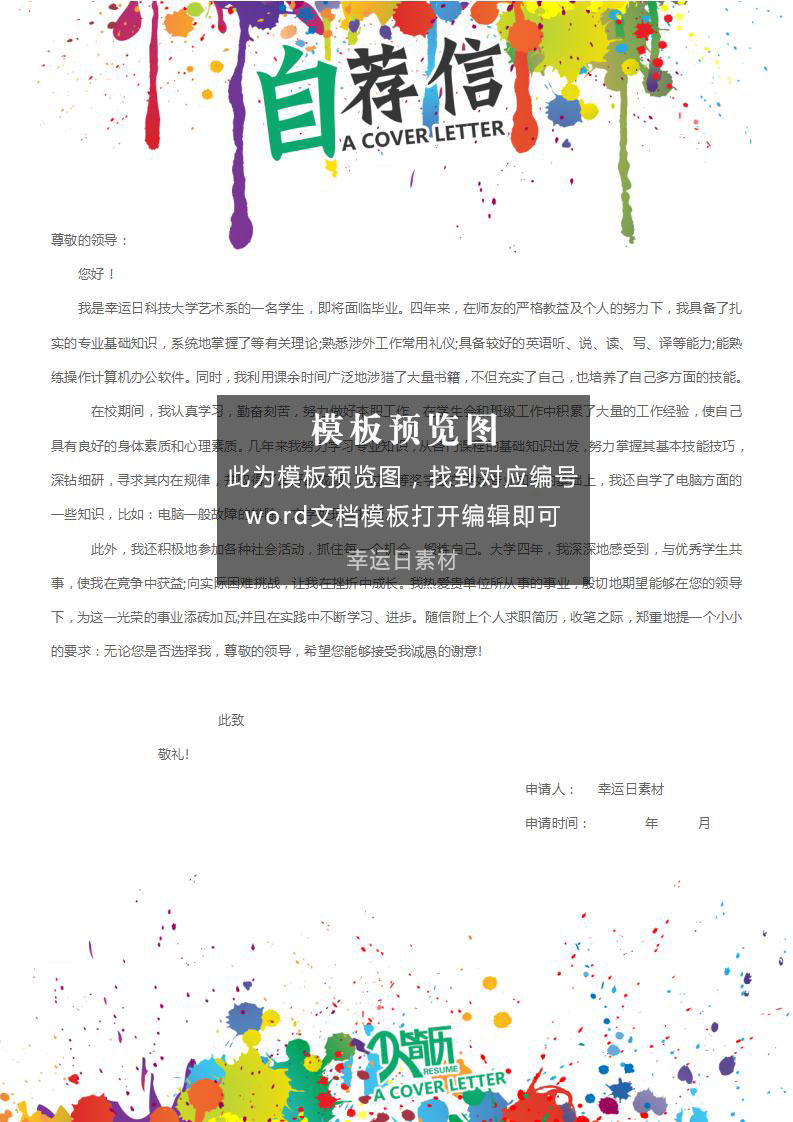 自荐信
A COVER LETTER
尊敬的领导：
您好！
我是幸运日科技大学艺术系的一名学生，即将面临毕业。四年来，在师友的严格教益及个人的努力下，我具备了扎
实的专业基础知识，系统地掌握了等有关理论;熟悉涉外工作常用礼仪;具备较好的英语听、说、读、写、译等能力;能熟
练操作计算机办公软件。同时，我利用课余时间广泛地涉猎了大量书籍，不但充实了自己，也培养了自己多方面的技能。
在校期间，我认真学习，勤奋刻苦，努力做好本职工作，在学生会和班级工作中积累了大量的工作经验，使自己
模板预览图
具有良好的身体素质和心理素质。几年来我努力学习专业知识，从各门课程的基础知识出发，努力掌握其基本技能技巧，
此为模板预览图，找到对应编号
深钻细研，寻求其内在规律，上，我还自学了电脑方面的
word文档模板打开编辑即可
一些知识，比如：电脑一般故障的
此外，我还积极地参加各种社会活动，抓住每一个机会，锻炼自己。大学四年，我深深地感受到，与优秀学生共
幸运日素材
事，使我在竞争中获益;向实际困难挑战，让我在挫折中成长。我热爱贵单位所从事的事业，殷切地期望能够在您的领导
下，为这一光荣的事业添砖加瓦;并且在实践中不断学习、进步。随信附上个人求职简历，收笔之际，郑重地提一个小小
的要求：无论您是否选择我，尊敬的领导，希望您能够接受我诚恳的谢意!
此致
敬礼!
申请人： 幸运日素材
申请时间： 年 月
简历
RESUME
A COVER LETTER